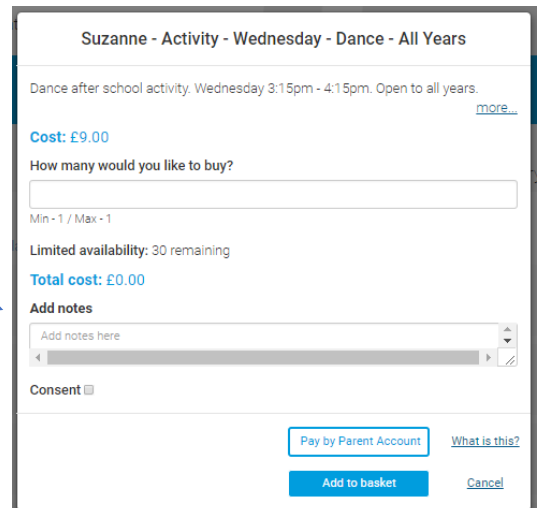 Suzanne - Activity - Wednesday - Dance - All Years
Dance after school activity. Wednesday 3:15pm - 4:15pm. Open to all years.
more...
Cost: £9.00
How many would you like to buy?
Min - 1 / Max - 1
Limited availability: 30 remaining
Total cost: £0.00
Add notes
Add notes here
Consent
Pay by Parent Account What is this?
Add to basket Cancel